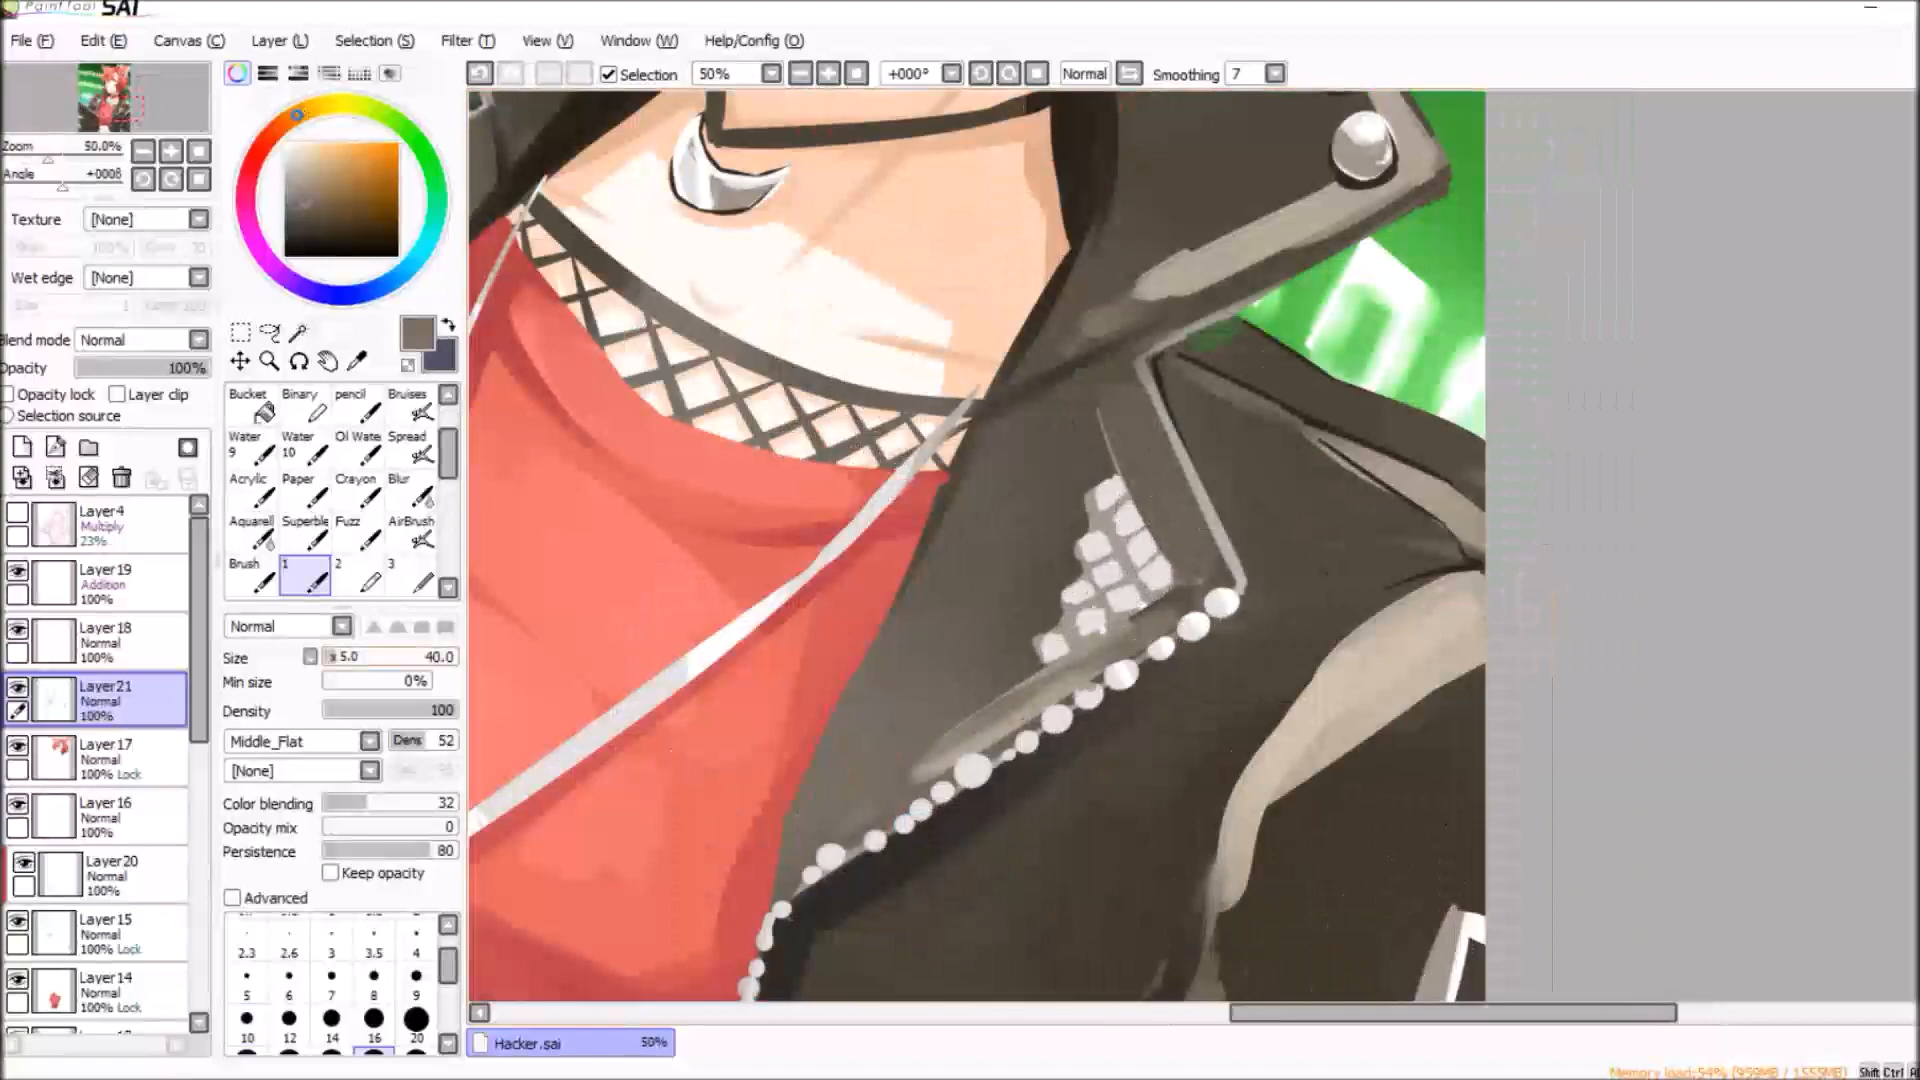 PaintTool SAI
File (F) Edit (E) Canvas (C) Layer (L) Selection (S) Filter (T) View (V) Window (W) Help/Config (O)
Selection 50% +000° Normal Smoothing 7
Zoom 50.0%
Angle
Texture [None]
Wet edge [None]
Blend mode Normal
Opacity 100%
Opacity lock Layer clip
Selection source
Layer4
Multiply
23%
Layer19
Addition
100%
Layer18
Normal
100%
Layer21
Normal
100%
Layer17
Normal
100% Lock
Layer16
Normal
100%
Layer20
Normal
100%
Layer15
Normal
100% Lock
Layer14
Normal
100% Lock
Bucket Binary pencil Bruises
Water 9 Water 10 Ol Wate Spread
Acrylic Paper Crayon Blur
Aquarell Superble Fuzz AirBrush
Brush 1 2 3
Normal
Size x 5.0 40.0
Min size 0%
Density 100
Middle_Flat Dens 52
[None]
Color blending 32
Opacity mix 0
Persistence 80
Keep opacity
Advanced
2.3 2.6 3 3.5 4
5 6 7 8 9
10 12 14 16 20
Hacker.sai 50%
Memory load:54% (959MB / 1555MB) Shift Ctrl